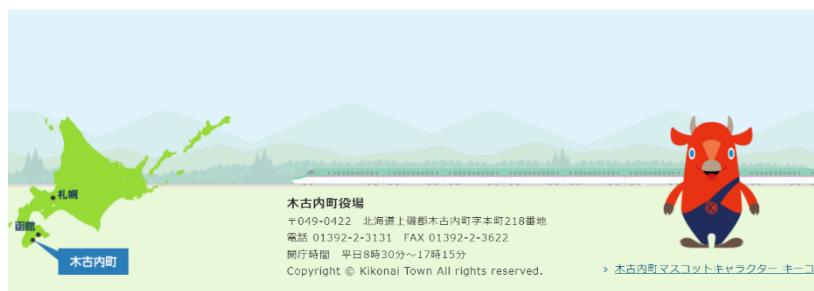 札幌
函館
木古内町
木古内町役場
〒049-0422　北海道上磯郡木古内町字本町218番地
電話 01392-2-3131　FAX 01392-2-3622
開庁時間　平日8時30分～17時15分
Copyright © Kikonai Town All rights reserved.
› 木古内町マスコットキャラクター キーコ